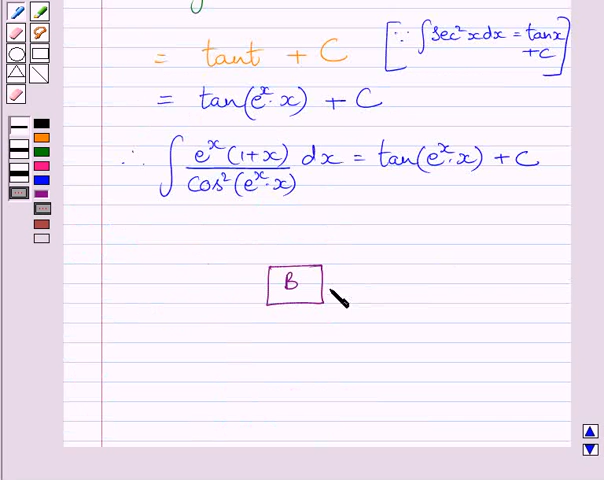 = tant + C [∵ ∫sec²x dx = tanx + C]
= tan(eˣ·x) + C
∴ ∫ eˣ(1+x)/cos²(eˣ·x) dx = tan(eˣ·x) + C
B